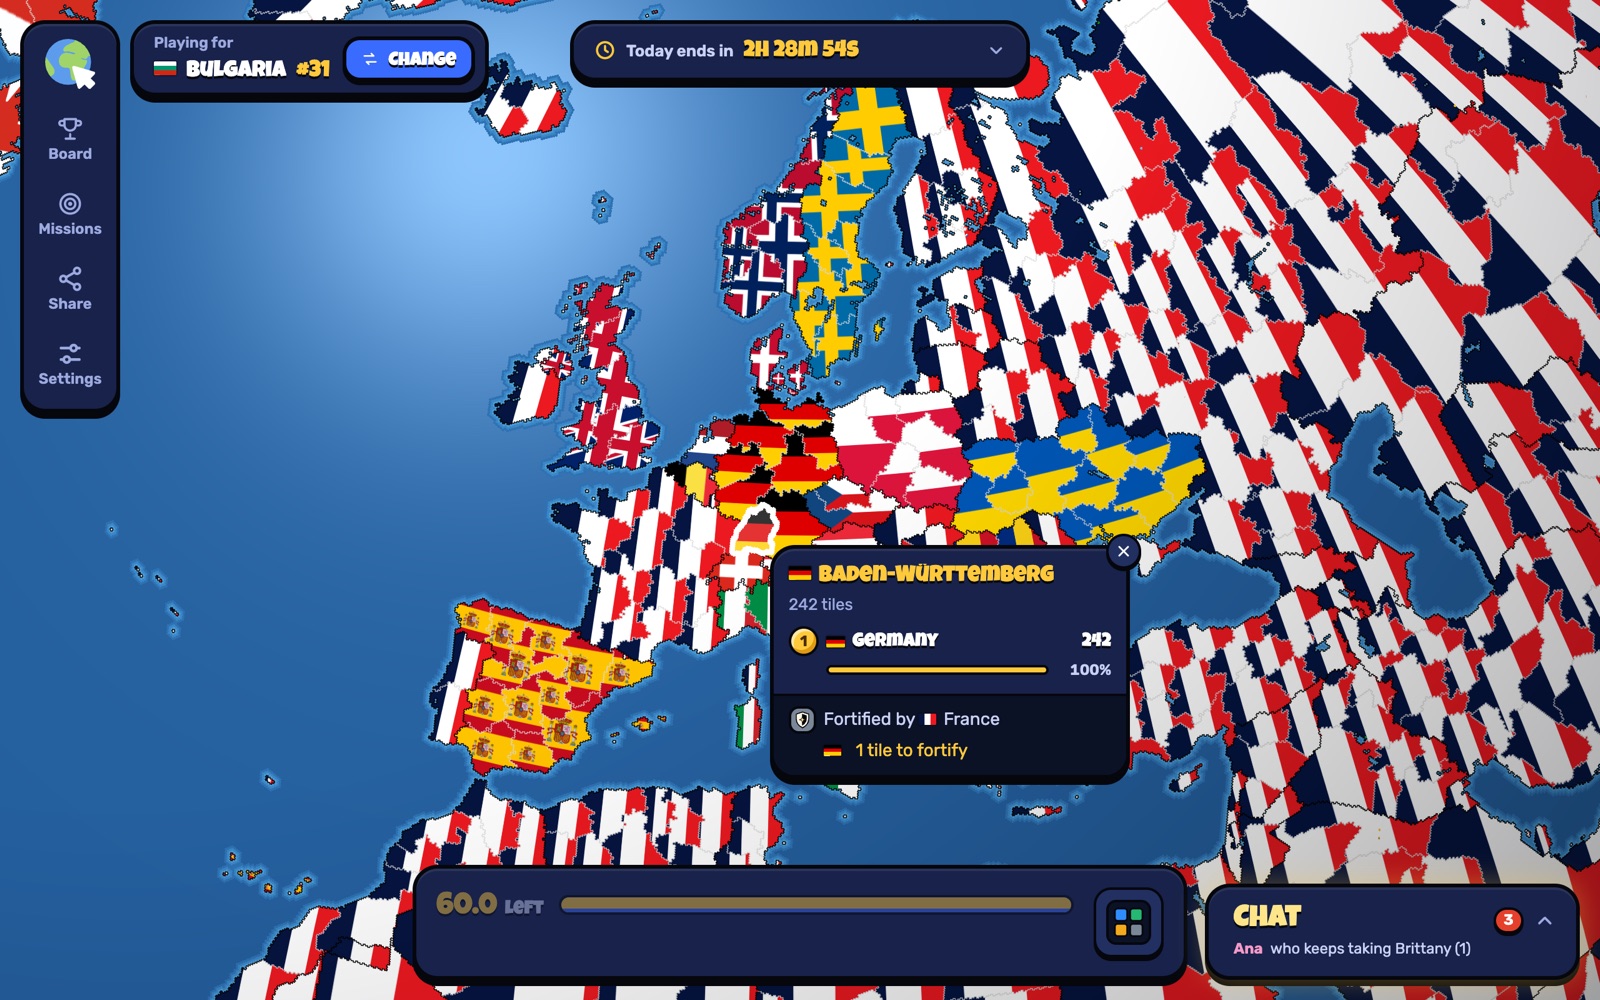 Playing for
BULGARIA #31
CHANGE
Today ends in 2H 28m 54s
Board
Missions
Share
Settings
BADEN-WÜRTTEMBERG
242 tiles
1 GERMANY 242
100%
Fortified by France
1 tile to fortify
60.0 LEFT
CHAT
3
Ana who keeps taking Brittany (1)